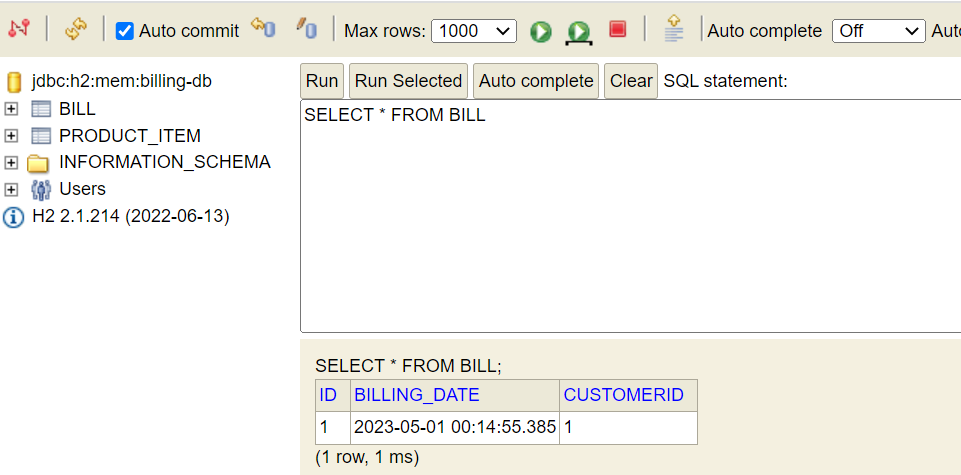 Auto commit Max rows: 1000 Auto complete Off Auto
jdbc:h2:mem:billing-db
BILL
PRODUCT_ITEM
INFORMATION_SCHEMA
Users
H2 2.1.214 (2022-06-13)
Run Run Selected Auto complete Clear SQL statement:
SELECT * FROM BILL
SELECT * FROM BILL;
ID BILLING_DATE CUSTOMERID
1 2023-05-01 00:14:55.385 1
(1 row, 1 ms)